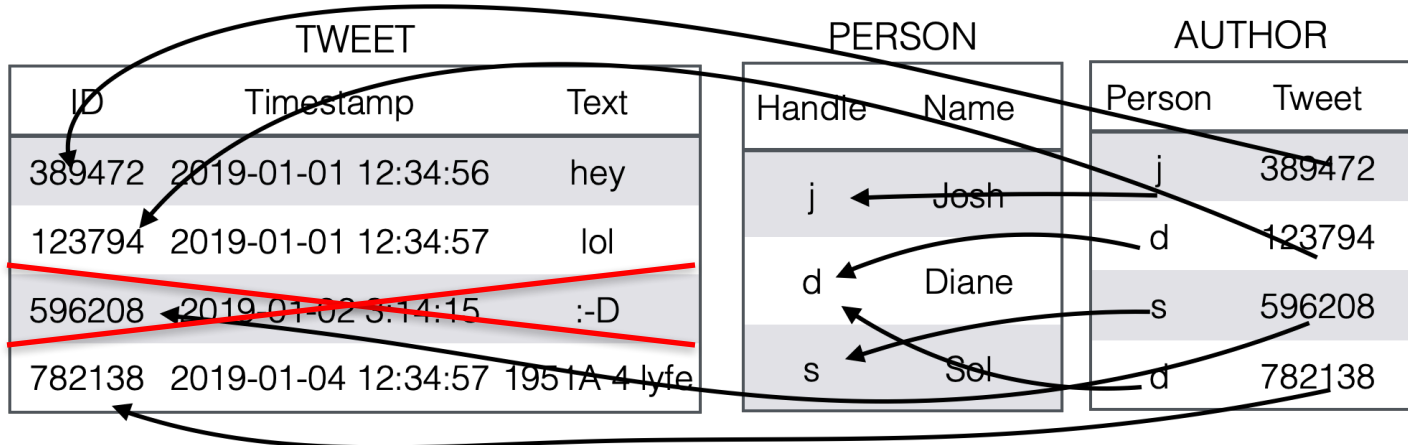 TWEET
ID Timestamp Text
389472 2019-01-01 12:34:56 hey
123794 2019-01-01 12:34:57 lol
596208 2019-01-02 3:14:15 :-D
782138 2019-01-04 12:34:57 1951A 4 lyfe
PERSON
Handle Name
j Josh
d Diane
s Sol
AUTHOR
Person Tweet
j 389472
d 123794
s 596208
d 782138